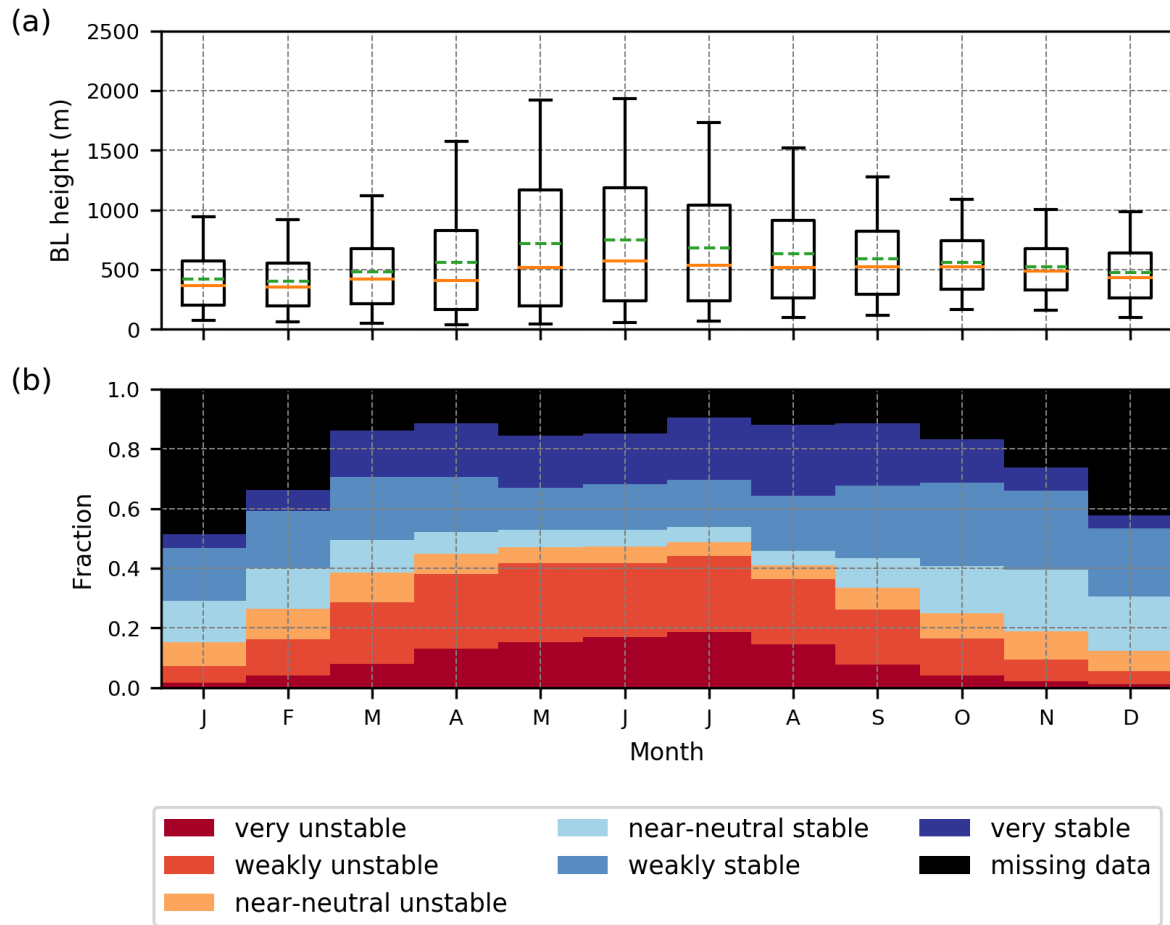 (a)
2500
2000
1500
1000
500
0
BL height (m)
(b)
1.0
0.8
0.6
0.4
0.2
0.0
Fraction
J F M A M J J A S O N D
Month
very unstable
weakly unstable
near-neutral unstable
near-neutral stable
weakly stable
very stable
missing data